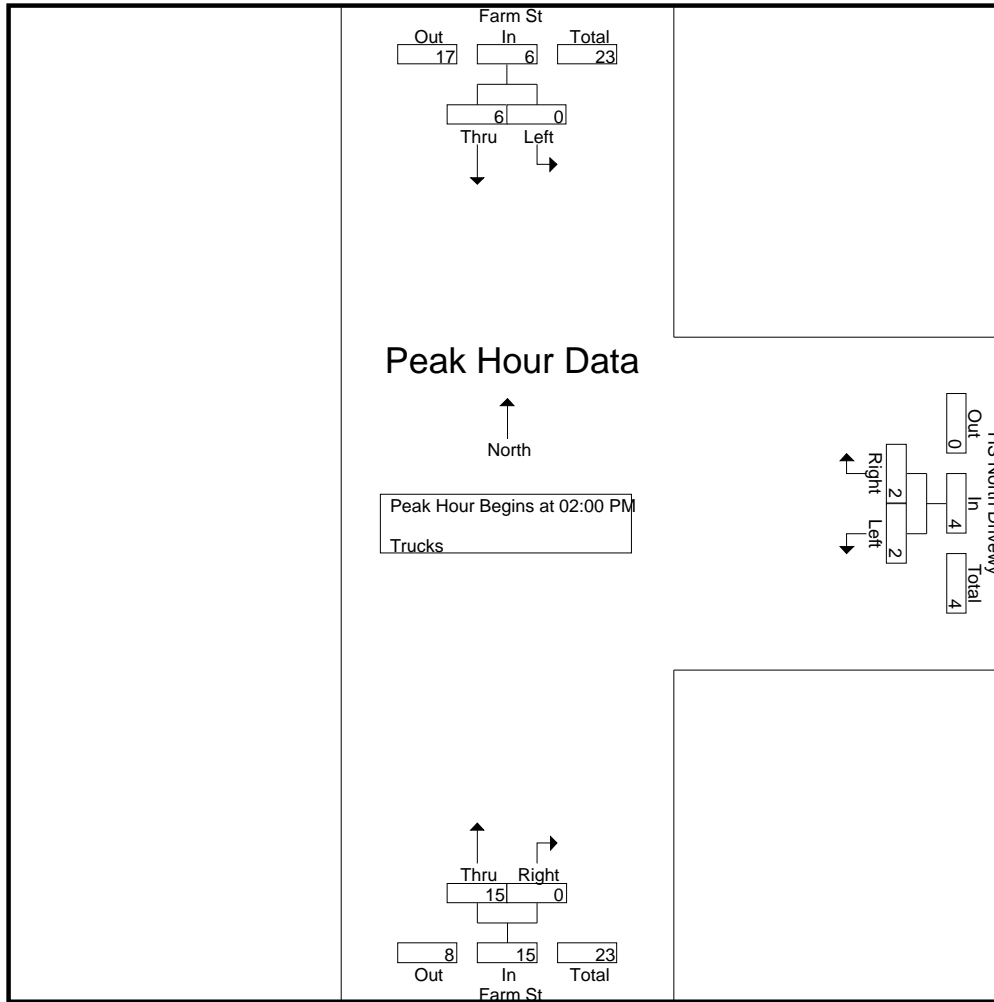 Farm St
Out In Total
17 6 23
6 0
Thru Left
Peak Hour Data
North
Peak Hour Begins at 02:00 PM
Trucks
North Drivewy
Out In Total
0 4 4
Right Left
2 2
Thru Right
15 0
8 15 23
Out In Total
Farm St